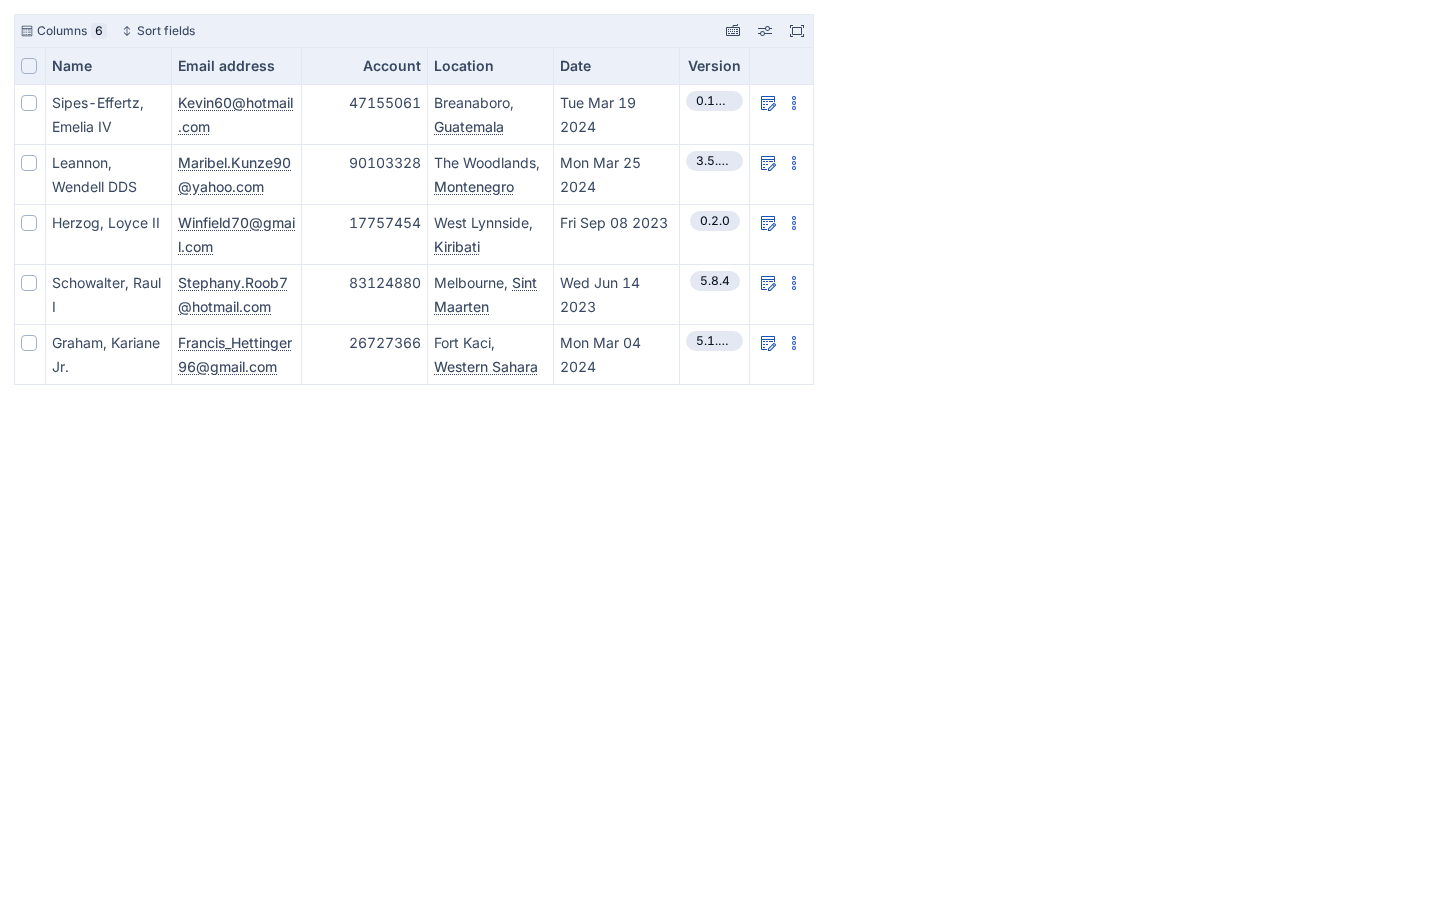 Columns 6 Sort fields
Name Email address Account Location Date Version
Sipes-Effertz, Kevin60@hotmail 47155061 Breanaboro, Tue Mar 19 0.1...
Emelia IV .com Guatemala 2024
Leannon, Maribel.Kunze90 90103328 The Woodlands, Mon Mar 25 3.5....
Wendell DDS @yahoo.com Montenegro 2024
Herzog, Loyce II Winfield70@gmai 17757454 West Lynnside, Fri Sep 08 2023 0.2.0
l.com Kiribati
Schowalter, Raul Stephany.Roob7 83124880 Melbourne, Sint Wed Jun 14 5.8.4
I @hotmail.com Maarten 2023
Graham, Kariane Francis_Hettinger 26727366 Fort Kaci, Mon Mar 04 5.1....
Jr. 96@gmail.com Western Sahara 2024